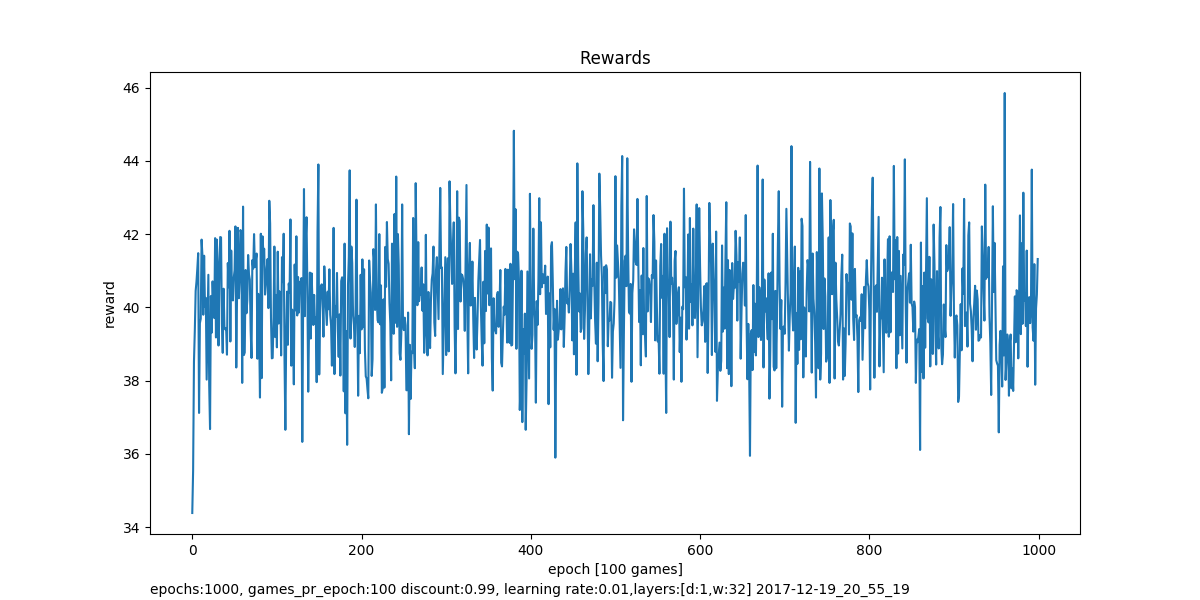 Rewards
46
44
42
40
38
36
34
reward
0 200 400 600 800 1000
epoch [100 games]
epochs:1000, games_pr_epoch:100 discount:0.99, learning rate:0.01,layers:[d:1,w:32] 2017-12-19_20_55_19